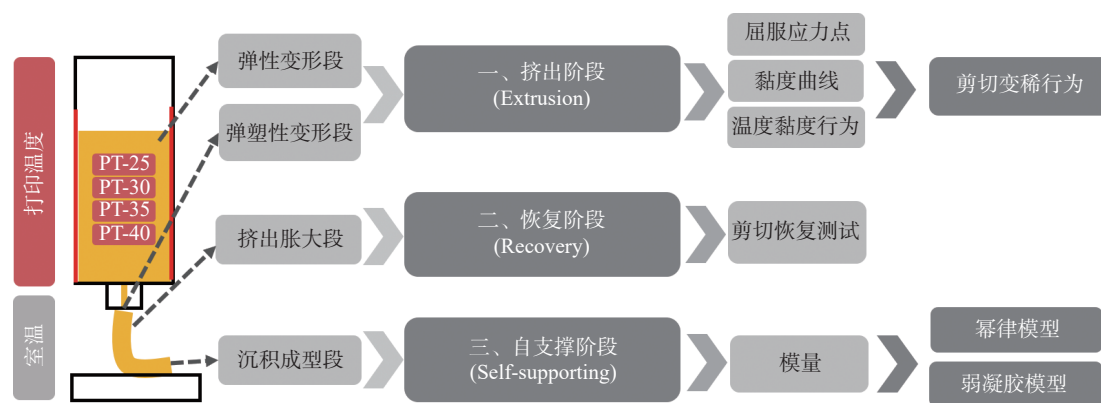 打印温度
室温
PT-25
PT-30
PT-35
PT-40
弹性变形段
弹塑性变形段
挤出胀大段
沉积成型段
一、挤出阶段
(Extrusion)
二、恢复阶段
(Recovery)
三、自支撑阶段
(Self-supporting)
屈服应力点
黏度曲线
温度黏度行为
剪切恢复测试
模量
剪切变稀行为
幂律模型
弱凝胶模型